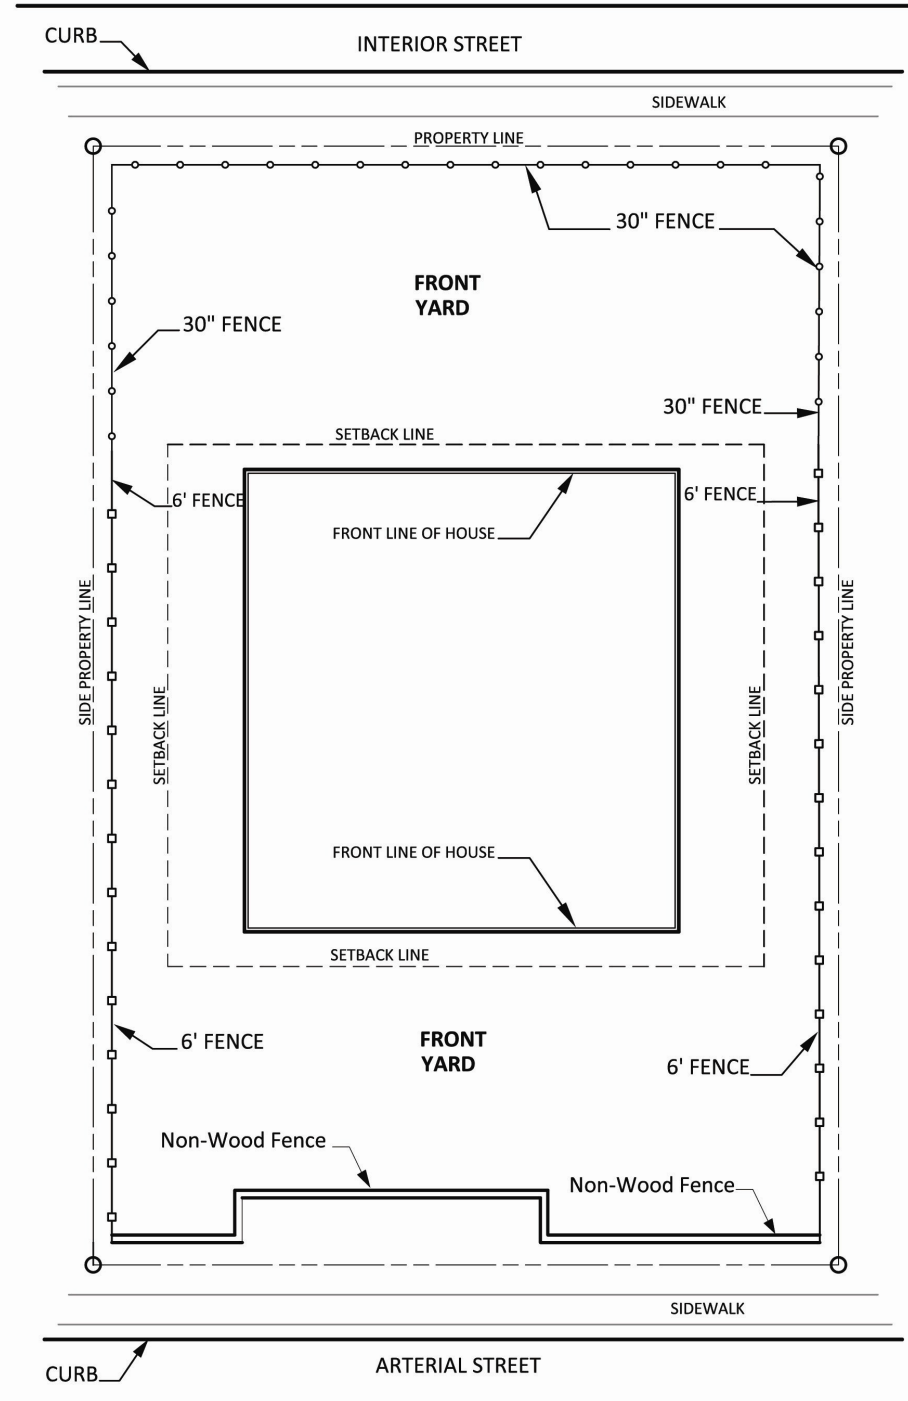 CURB
INTERIOR STREET
SIDEWALK
PROPERTY LINE
30" FENCE
FRONT
YARD
30" FENCE
30" FENCE
SETBACK LINE
6' FENCE
6' FENCE
FRONT LINE OF HOUSE
SIDE PROPERTY LINE
SETBACK LINE
SETBACK LINE
SIDE PROPERTY LINE
FRONT LINE OF HOUSE
SETBACK LINE
6' FENCE
FRONT
YARD
6' FENCE
Non-Wood Fence
Non-Wood Fence
SIDEWALK
ARTERIAL STREET
CURB